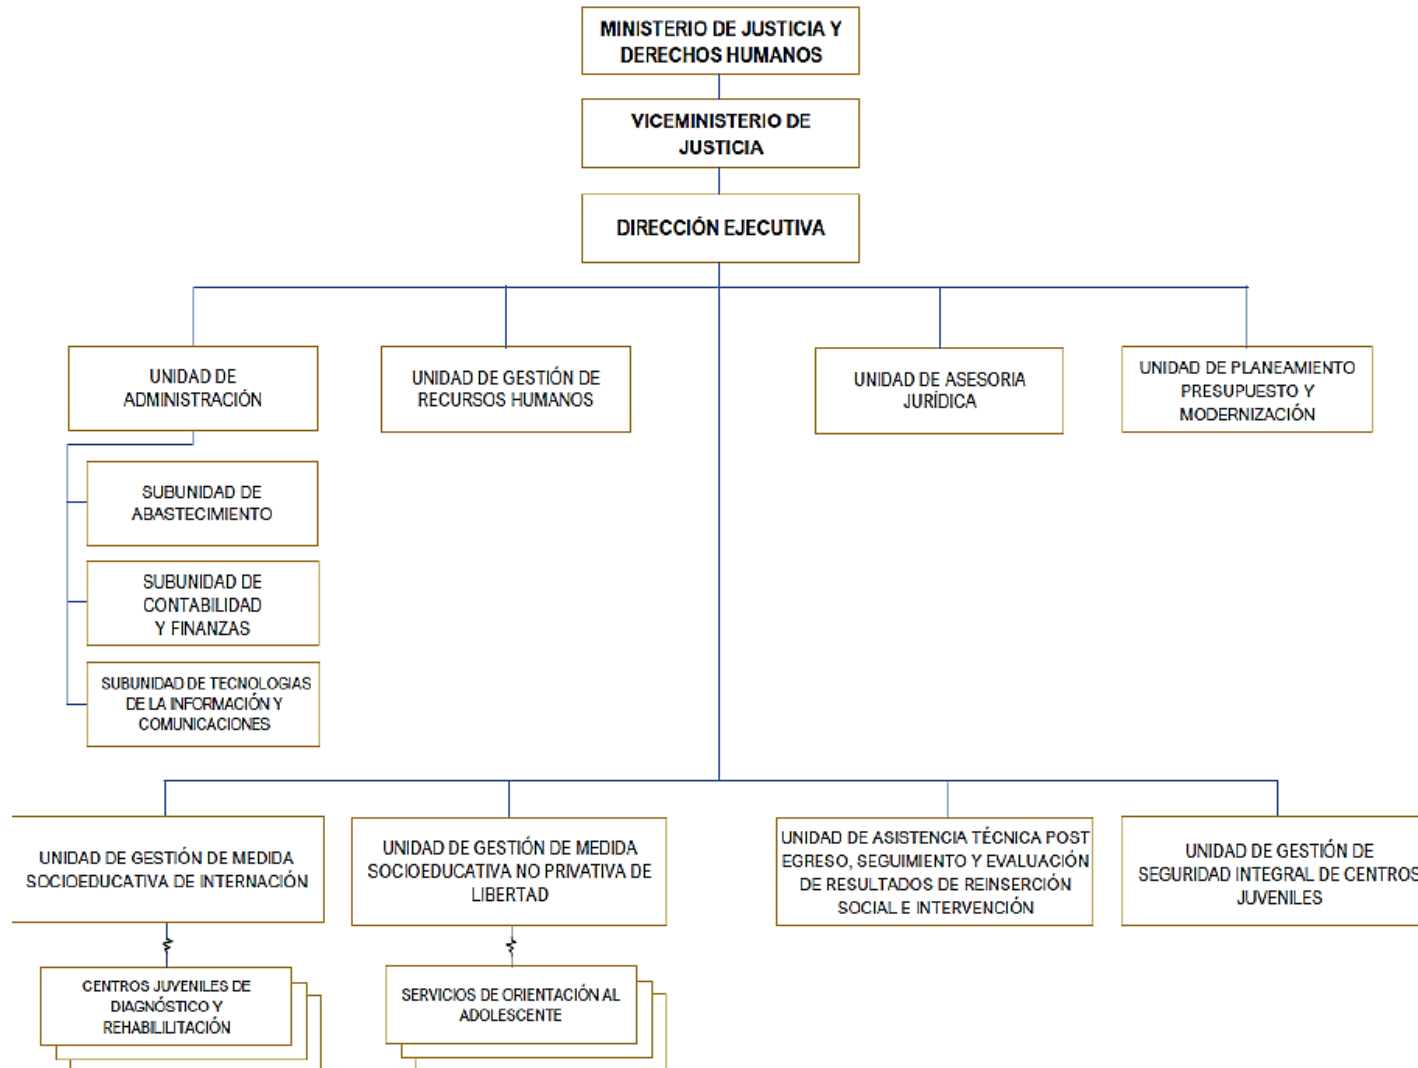 MINISTERIO DE JUSTICIA Y
DERECHOS HUMANOS
VICEMINISTERIO DE
JUSTICIA
DIRECCIÓN EJECUTIVA
UNIDAD DE
ADMINISTRACIÓN
UNIDAD DE GESTIÓN DE
RECURSOS HUMANOS
UNIDAD DE ASESORIA
JURÍDICA
UNIDAD DE PLANEAMIENTO
PRESUPUESTO Y
MODERNIZACIÓN
SUBUNIDAD DE
ABASTECIMIENTO
SUBUNIDAD DE
CONTABILIDAD
Y FINANZAS
SUBUNIDAD DE TECNOLOGIAS
DE LA INFORMACIÓN Y
COMUNICACIONES
UNIDAD DE GESTIÓN DE MEDIDA
SOCIOEDUCATIVA DE INTERNACIÓN
UNIDAD DE GESTIÓN DE MEDIDA
SOCIOEDUCATIVA NO PRIVATIVA DE
LIBERTAD
UNIDAD DE ASISTENCIA TÉCNICA POST
EGRESO, SEGUIMIENTO Y EVALUACIÓN
DE RESULTADOS DE REINSERCIÓN
SOCIAL E INTERVENCIÓN
UNIDAD DE GESTIÓN DE
SEGURIDAD INTEGRAL DE CENTROS
JUVENILES
CENTROS JUVENILES DE
DIAGNÓSTICO Y
REHABILILITACIÓN
SERVICIOS DE ORIENTACIÓN AL
ADOLESCENTE